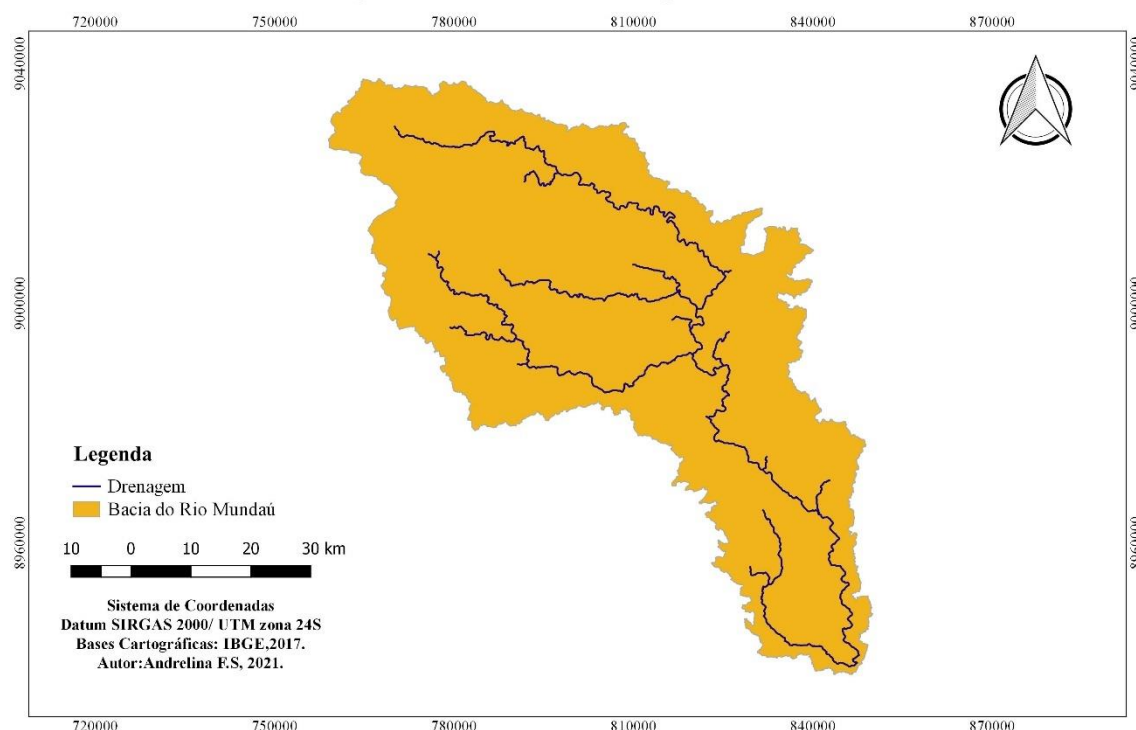 720000 750000 780000 810000 840000 870000
9040000 9040000
9000000 9000000
Legenda
Drenagem
Bacia do Rio Mundaú
10 0 10 20 30 km
8960000 8960000
Sistema de Coordenadas
Datum SIRGAS 2000/ UTM zona 24S
Bases Cartográficas: IBGE,2017.
Autor:Andrelina F.S, 2021.
720000 750000 780000 810000 840000 870000